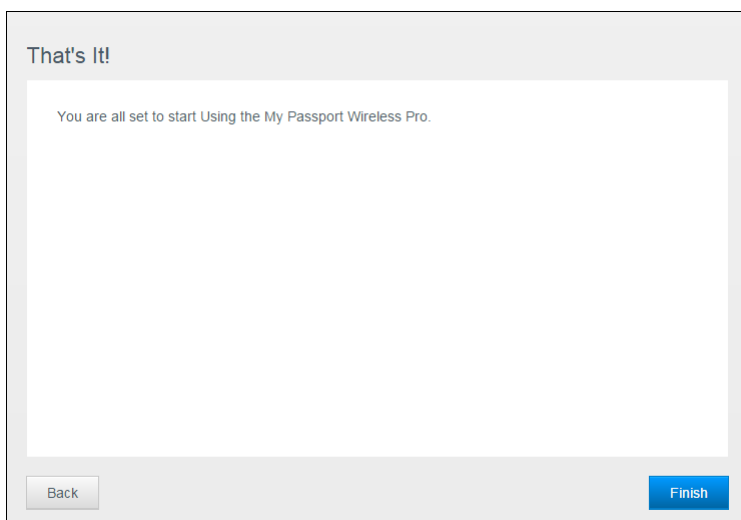 That's It!
You are all set to start Using the My Passport Wireless Pro.
Back
Finish